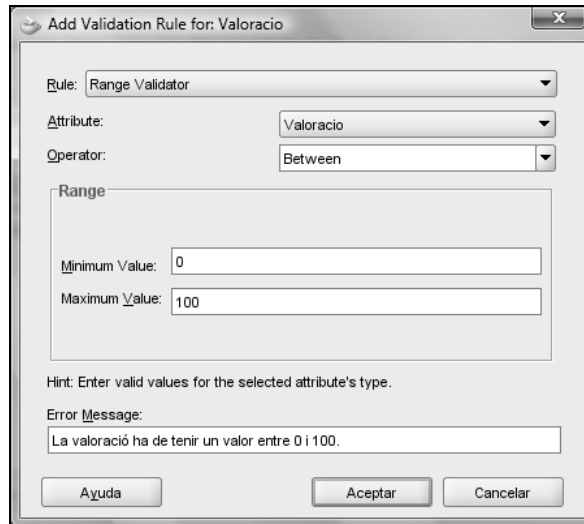 Add Validation Rule for: Valoracio
Rule: Range Validator
Attribute: Valoracio
Operator: Between
Range
Minimum Value: 0
Maximum Value: 100
Hint: Enter valid values for the selected attribute's type.
Error Message:
La valoració ha de tenir un valor entre 0 i 100.
Ayuda Aceptar Cancelar